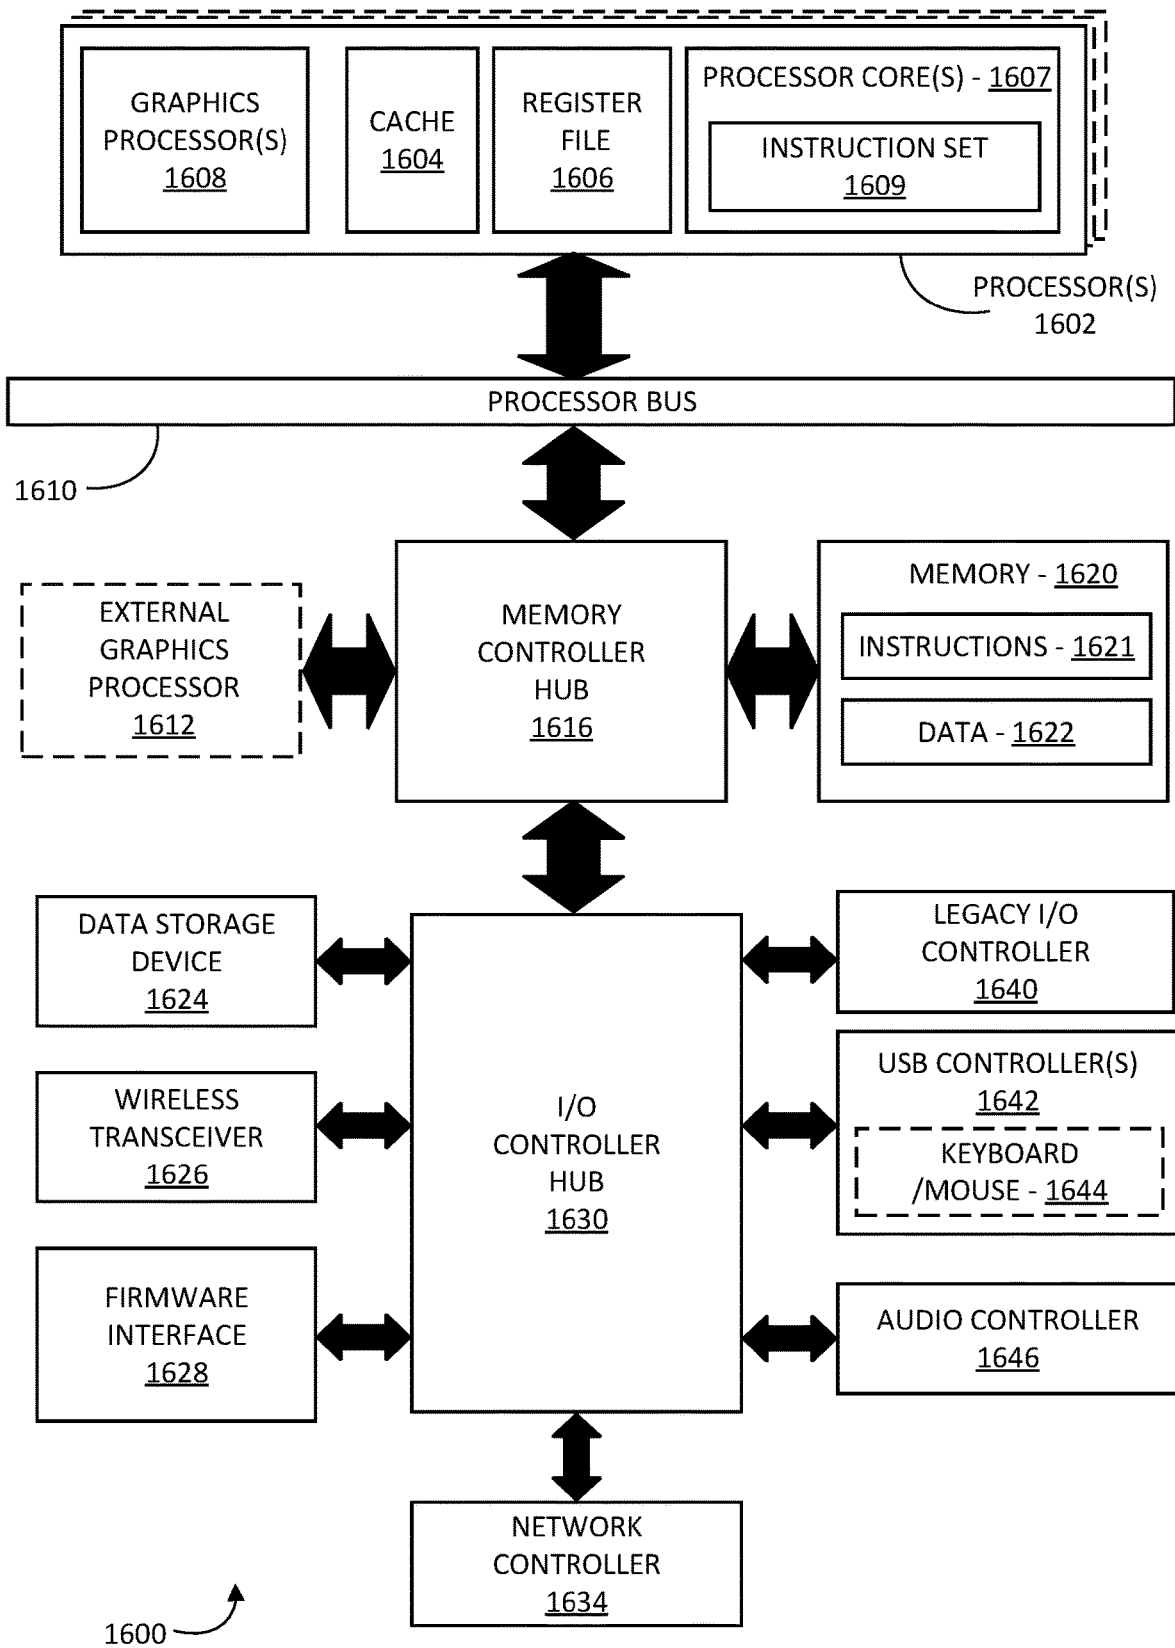 GRAPHICS
PROCESSOR(S)
1608
CACHE
1604
REGISTER
FILE
1606
PROCESSOR CORE(S) - 1607
INSTRUCTION SET
1609
PROCESSOR(S)
1602
PROCESSOR BUS
1610
EXTERNAL
GRAPHICS
PROCESSOR
1612
MEMORY
CONTROLLER
HUB
1616
MEMORY - 1620
INSTRUCTIONS - 1621
DATA - 1622
DATA STORAGE
DEVICE
1624
WIRELESS
TRANSCEIVER
1626
FIRMWARE
INTERFACE
1628
I/O
CONTROLLER
HUB
1630
LEGACY I/O
CONTROLLER
1640
USB CONTROLLER(S)
1642
KEYBOARD
/MOUSE - 1644
AUDIO CONTROLLER
1646
NETWORK
CONTROLLER
1634
1600